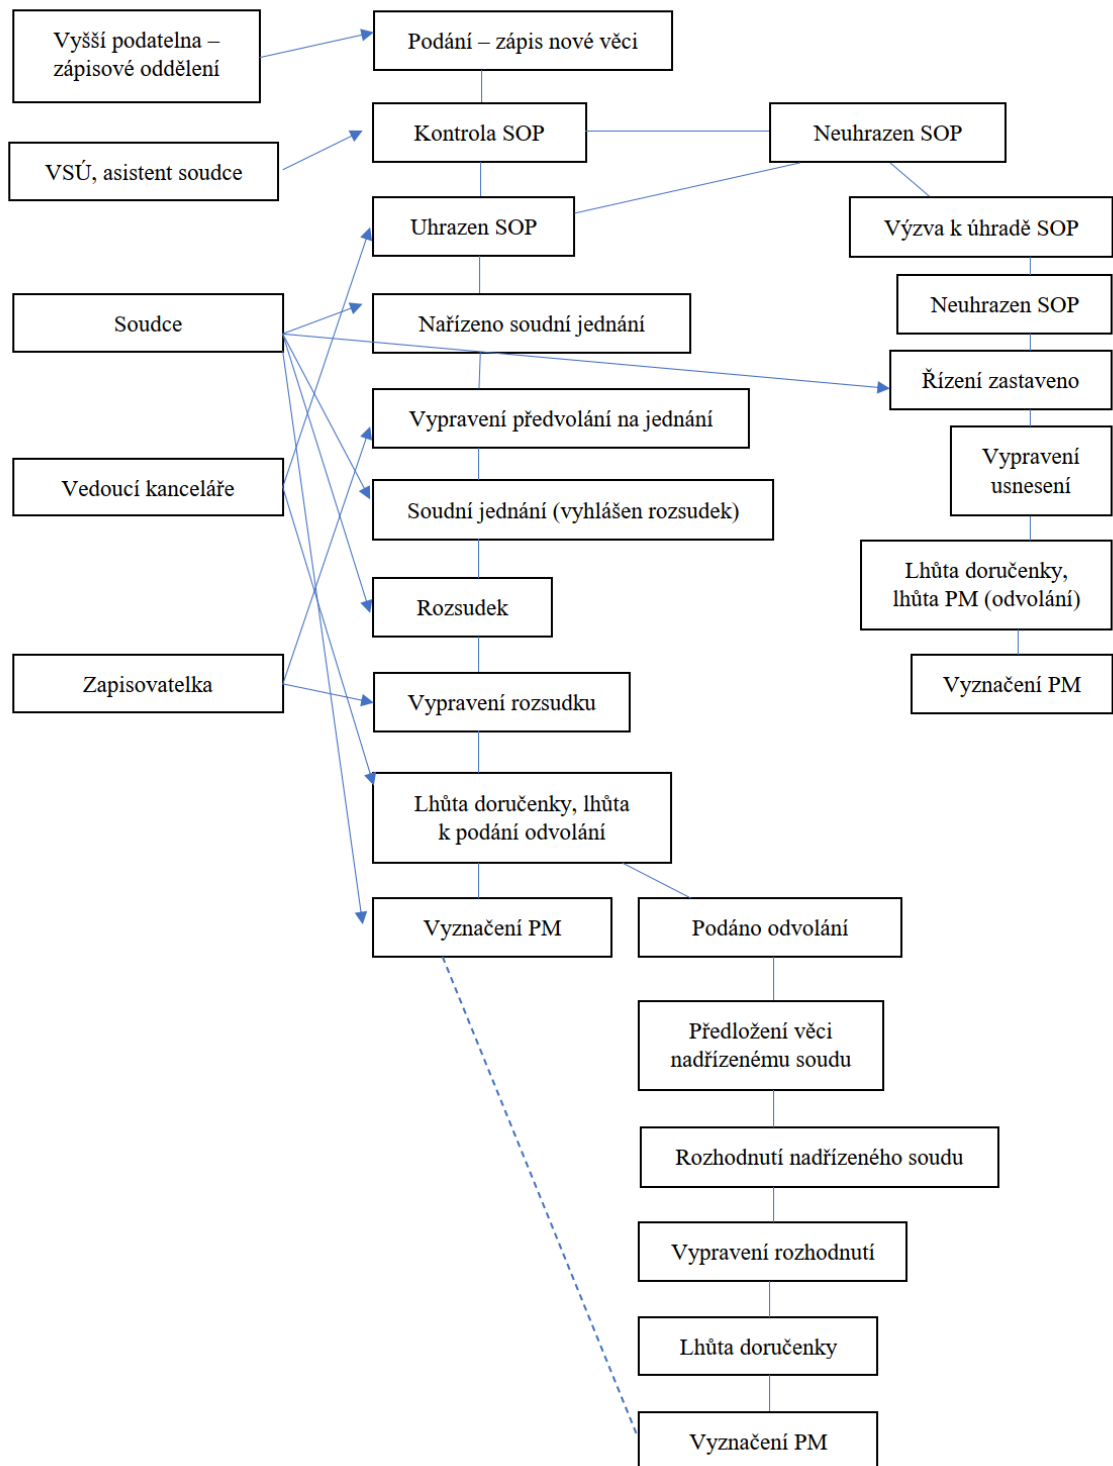 Vyšší podatelna –
zápisové oddělení
Podání – zápis nové věci
Kontrola SOP
Neuhrazen SOP
VSÚ, asistent soudce
Uhrazen SOP
Výzva k úhradě SOP
Soudce
Nařízeno soudní jednání
Neuhrazen SOP
Řízení zastaveno
Vypravení předvolání na jednání
Vypravení
usnesení
Vedoucí kanceláře
Soudní jednání (vyhlášen rozsudek)
Lhůta doručenky,
lhůta PM (odvolání)
Rozsudek
Zapisovatelka
Vypravení rozsudku
Vyznačení PM
Lhůta doručenky, lhůta
k podání odvolání
Vyznačení PM
Podáno odvolání
Předložení věci
nadřízenému soudu
Rozhodnutí nadřízeného soudu
Vypravení rozhodnutí
Lhůta doručenky
Vyznačení PM